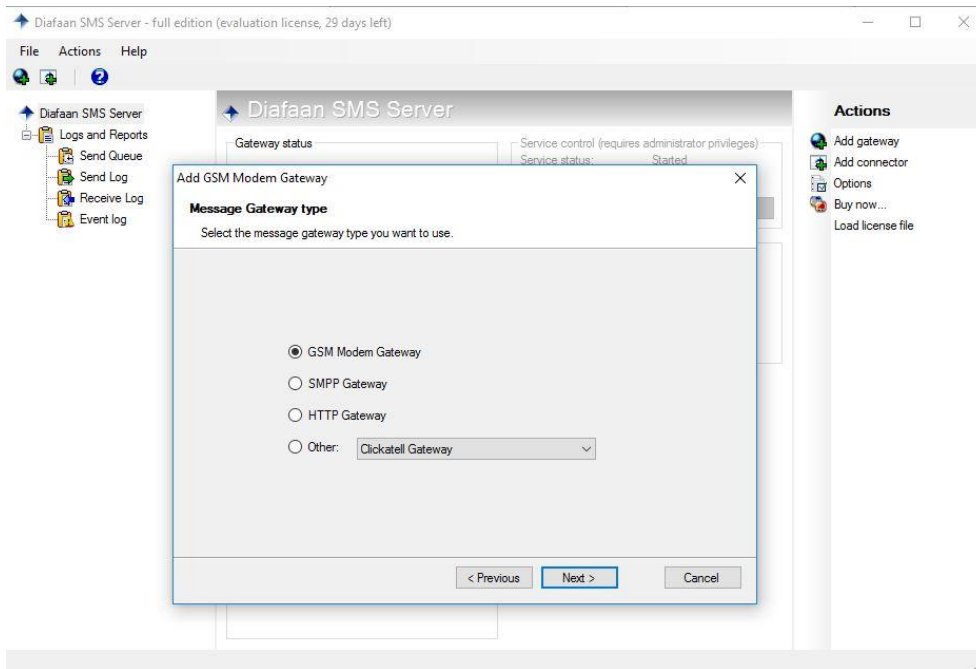 Diafaan SMS Server - full edition (evaluation license, 29 days left)
File Actions Help
Diafaan SMS Server
Logs and Reports
Send Queue
Send Log
Receive Log
Event log
Diafaan SMS Server
Gateway status
Service control (requires administrator privileges)
Service status: Started
Add GSM Modem Gateway
Message Gateway type
Select the message gateway type you want to use.
GSM Modem Gateway
SMPP Gateway
HTTP Gateway
Other: Clickatell Gateway
< Previous Next > Cancel
Actions
Add gateway
Add connector
Options
Buy now...
Load license file